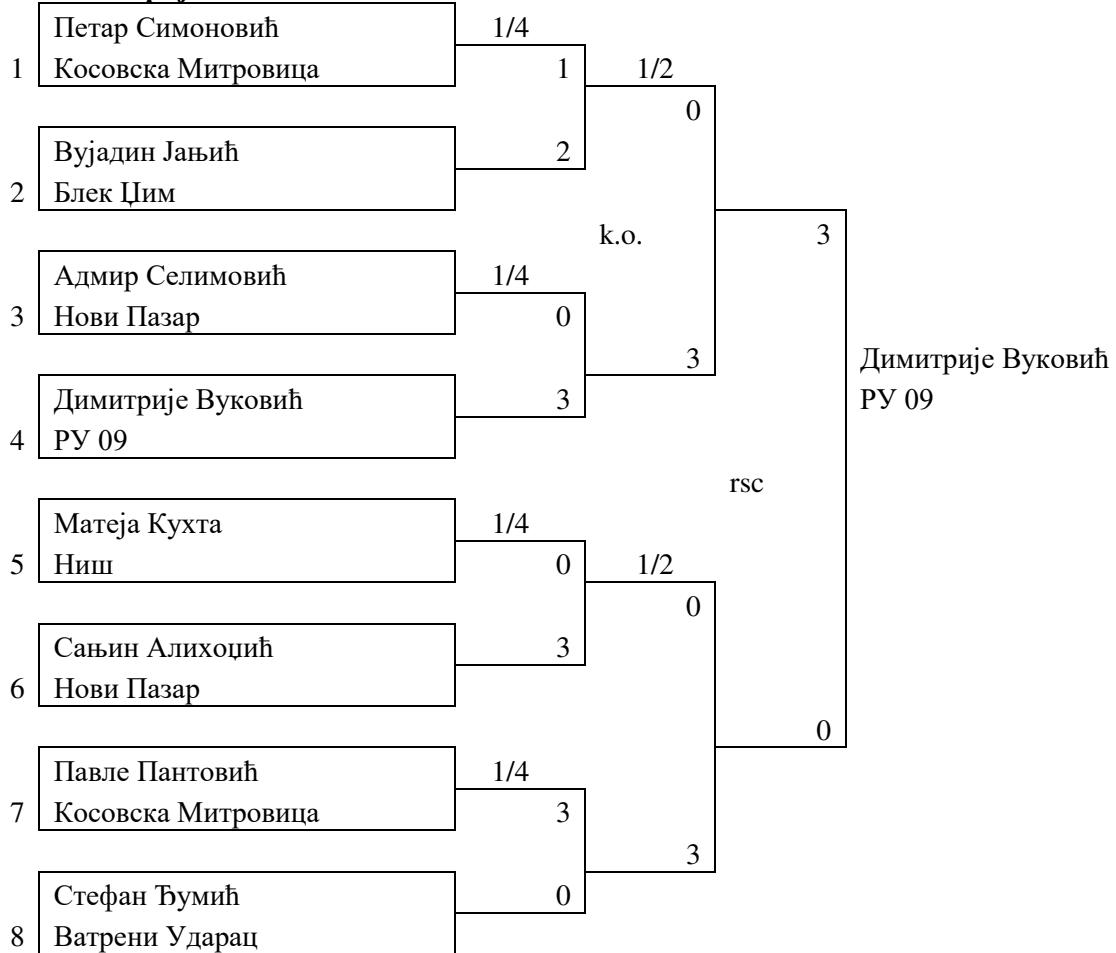 Петар Симоновић 1/4
1 Косовска Митровица 1 1/2
0
Вујадин Јањић 2
2 Блек Џим
k.o. 3
Адмир Селимовић 1/4
3 Нови Пазар 0
3 Димитрије Вуковић
Димитрије Вуковић 3 РУ 09
4 РУ 09
rsc
Матеја Кухта 1/4
5 Ниш 0 1/2
0
Сањин Алихоџић 3
6 Нови Пазар
0
Павле Пантовић 1/4
7 Косовска Митровица 3
3
Стефан Ђумић 0
8 Ватрени Ударац